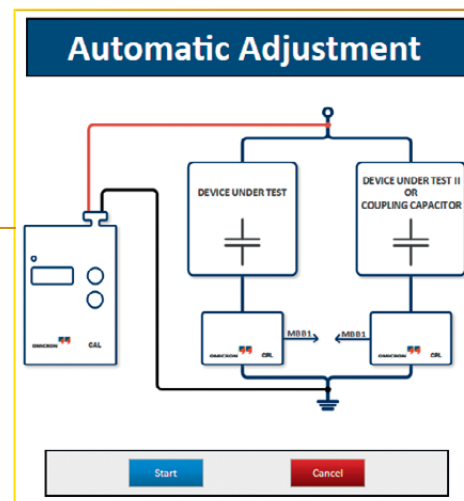 Automatic Adjustment
DEVICE UNDER TEST
DEVICE UNDER TEST II
OR
COUPLING CAPACITOR
MBB1
MBB1
OMICRON CAL
OMICRON CPL
OMICRON CPL
Start
Cancel